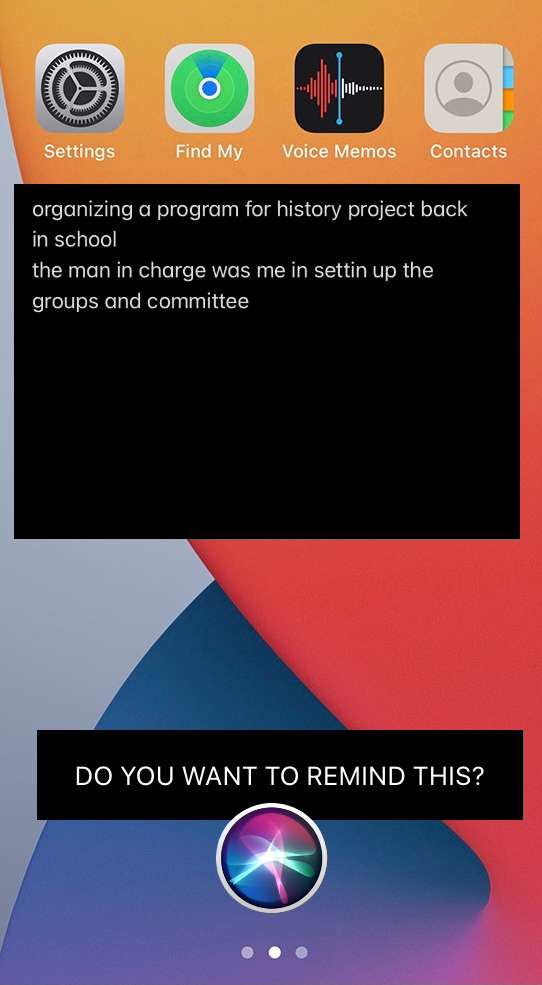 Settings Find My Voice Memos Contacts
organizing a program for history project back
in school
the man in charge was me in settin up the
groups and committee
DO YOU WANT TO REMIND THIS?